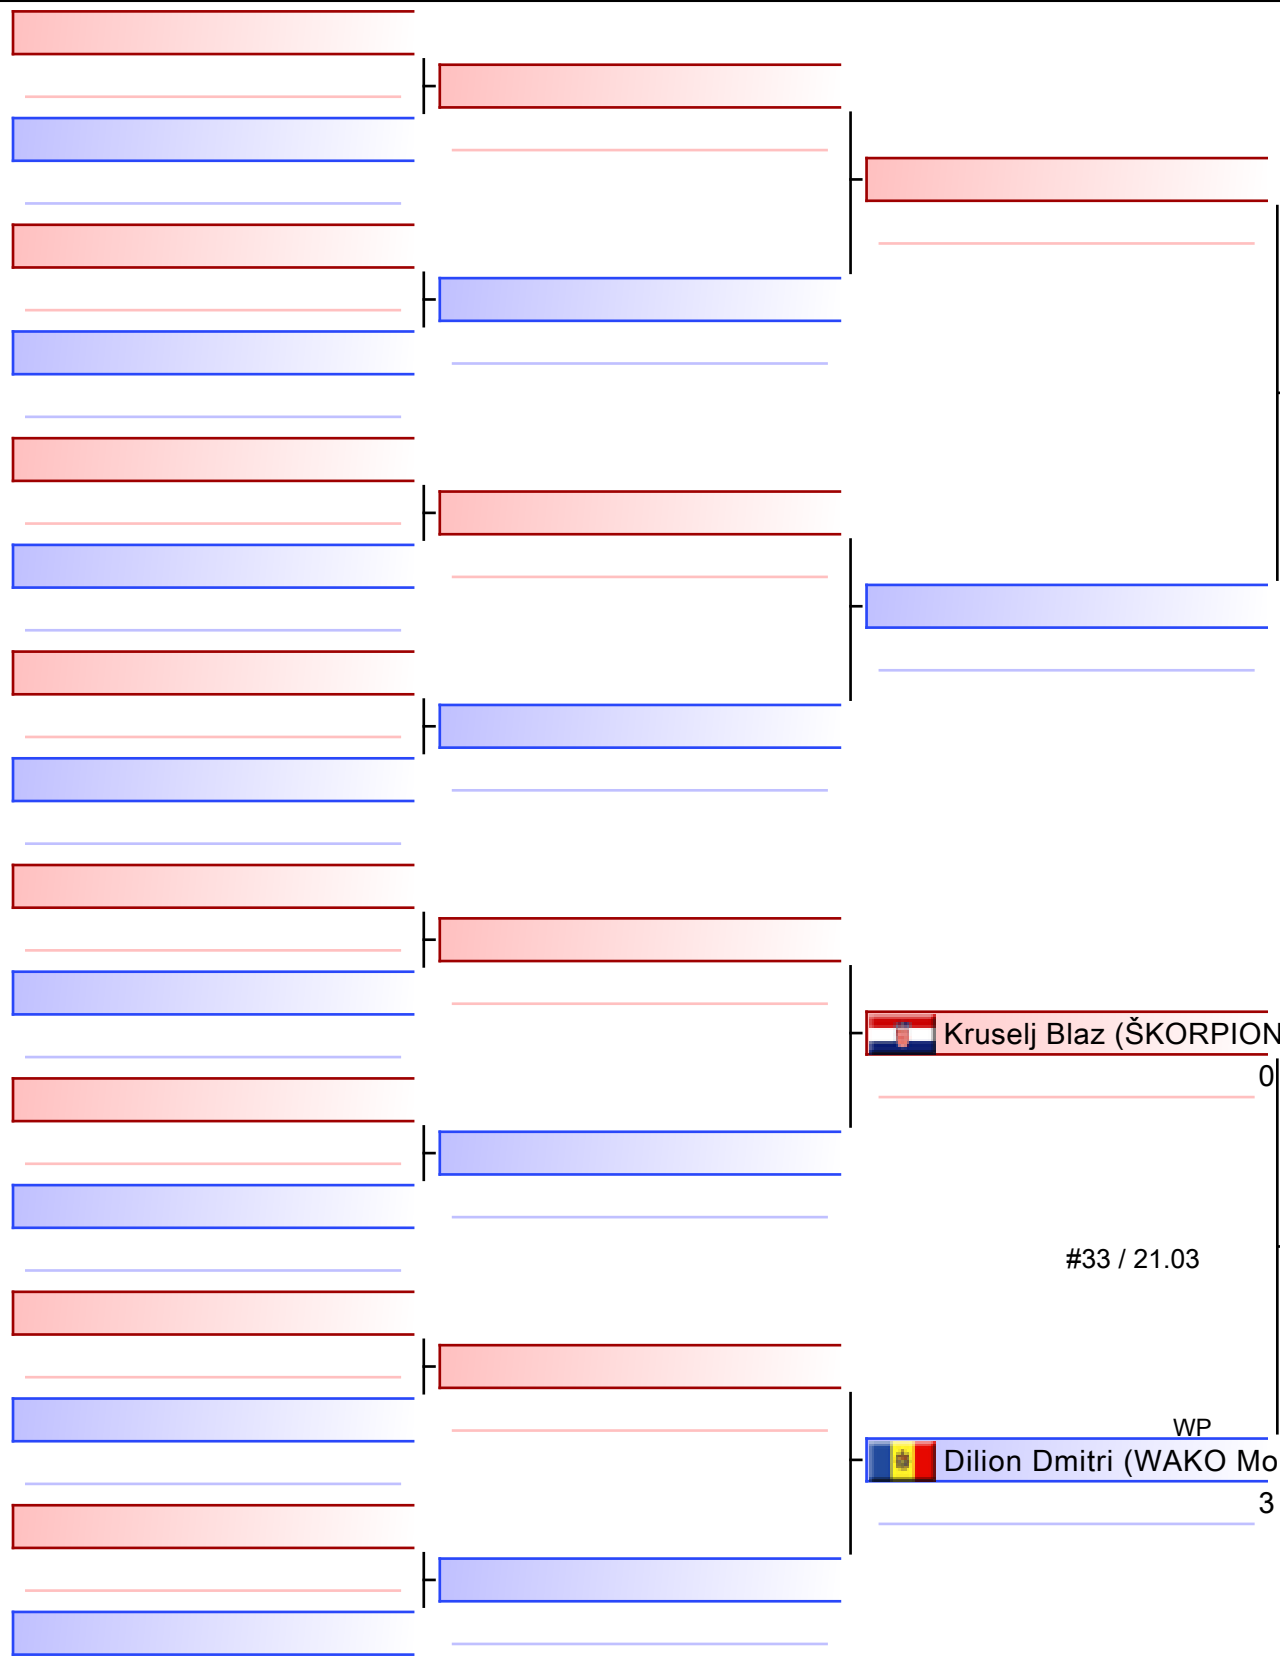 Kruselj Blaz (ŠKORPION
0
#33 / 21.03
WP
Dilion Dmitri (WAKO Mo
3